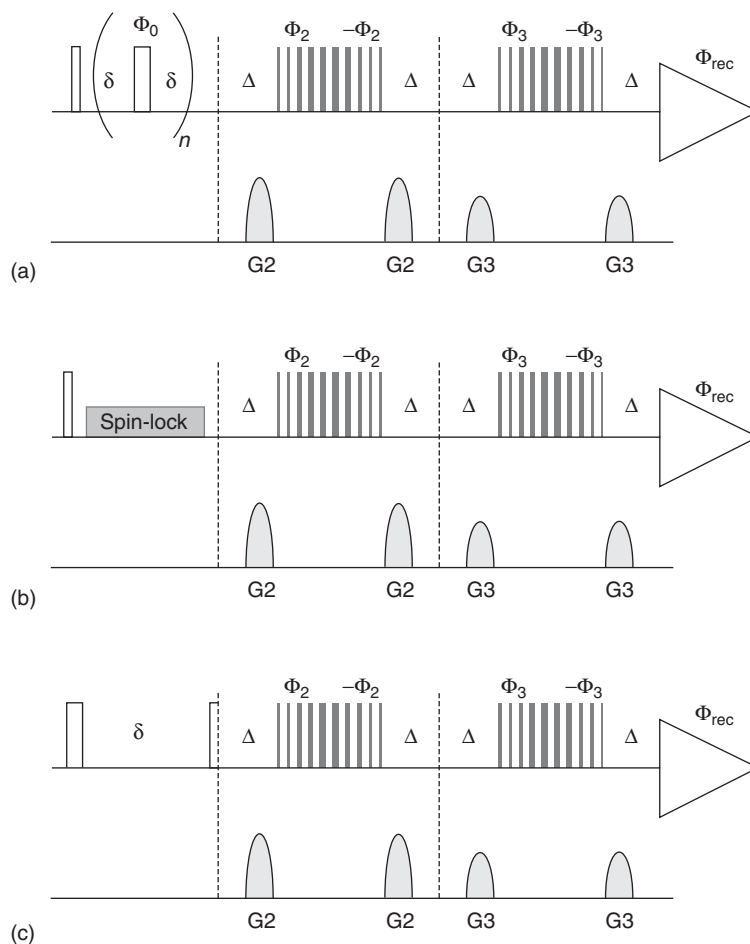 Φ0 Φ2 −Φ2 Φ3 −Φ3 Φrec
δ δ Δ Δ Δ Δ
n
G2 G2 G3 G3
(a)
Φ2 −Φ2 Φ3 −Φ3 Φrec
Δ Δ Δ Δ
Spin-lock
G2 G2 G3 G3
(b)
Φ2 −Φ2 Φ3 −Φ3 Φrec
δ Δ Δ Δ Δ
G2 G2 G3 G3
(c)